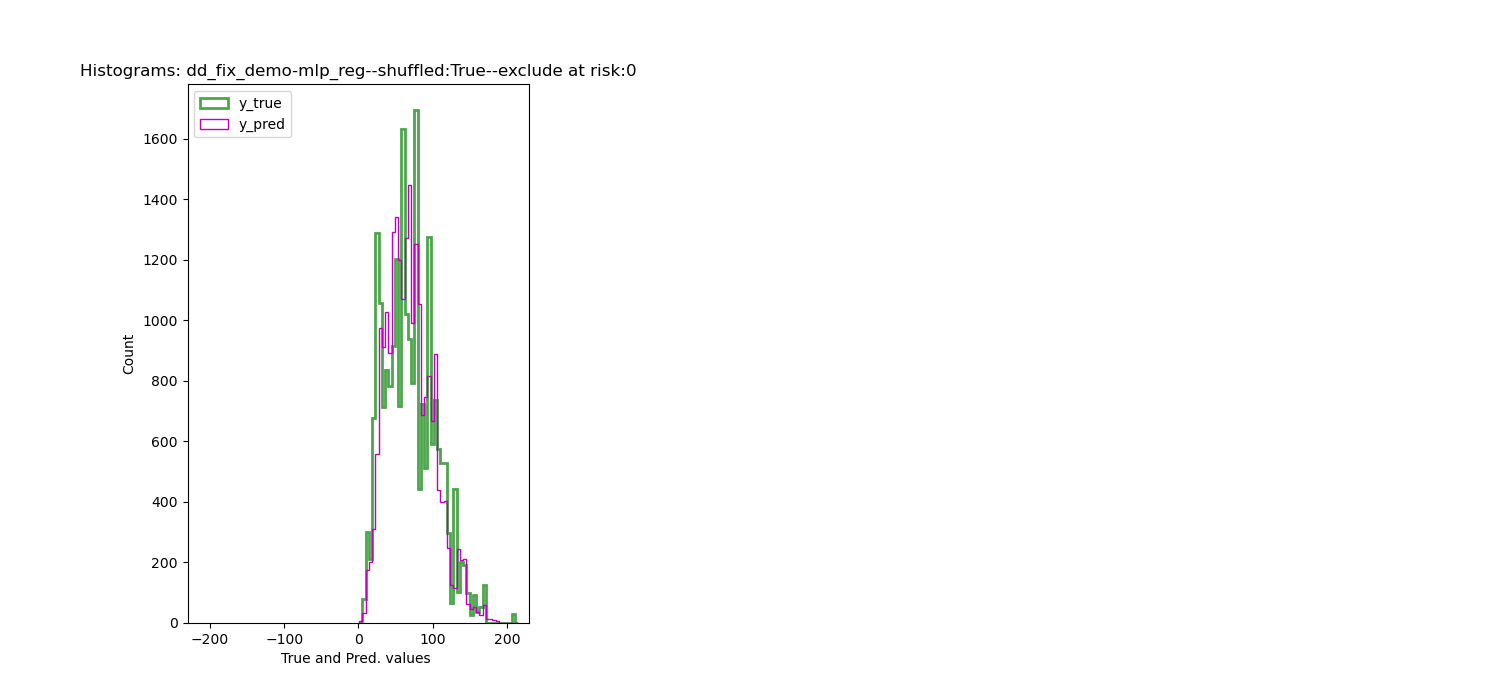 Histograms: dd_fix_demo-mlp_reg--shuffled:True--exclude at risk:0
y_true
y_pred
1600
1400
1200
1000
800
600
400
200
0
Count
−200 −100 0 100 200
True and Pred. values